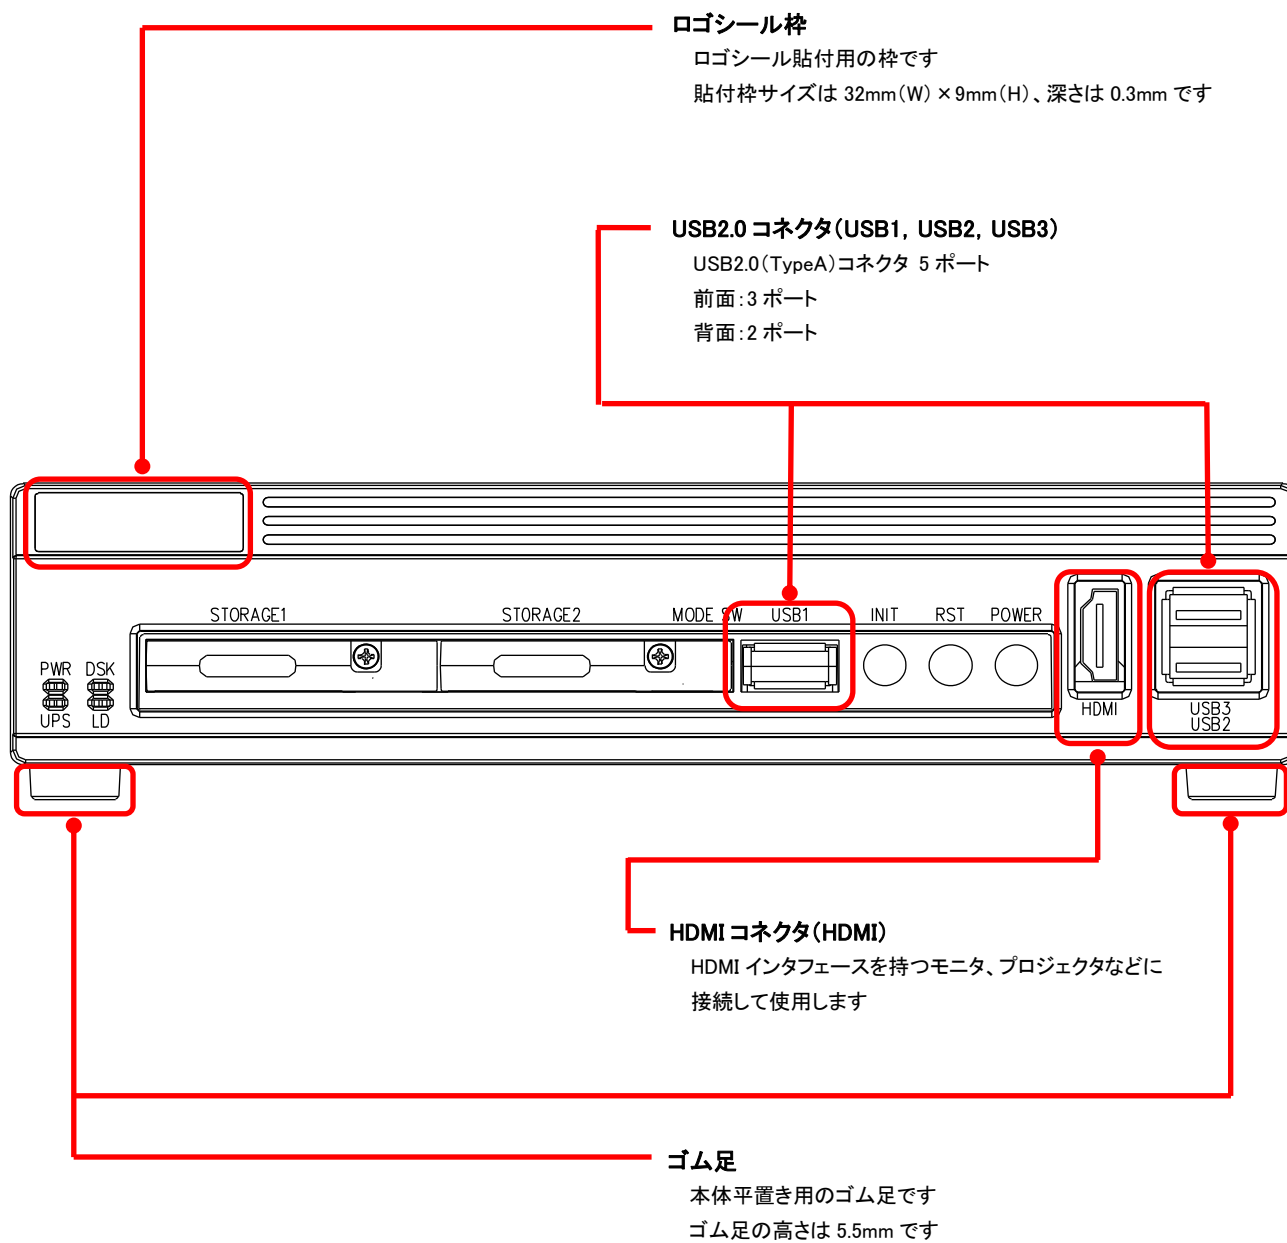 ロゴシール枠
ロゴシール貼付用の枠です
貼付枠サイズは 32mm(W)×9mm(H)、深さは 0.3mm です
USB2.0 コネクタ(USB1, USB2, USB3)
USB2.0(TypeA)コネクタ 5 ポート
前面:3 ポート
背面:2 ポート
STORAGE1 STORAGE2 MODE SW USB1 INIT RST POWER
PWR DSK
UPS LD
HDMI
USB3
USB2
HDMI コネクタ(HDMI)
HDMI インタフェースを持つモニタ、プロジェクタなどに
接続して使用します
ゴム足
本体平置き用のゴム足です
ゴム足の高さは 5.5mm です